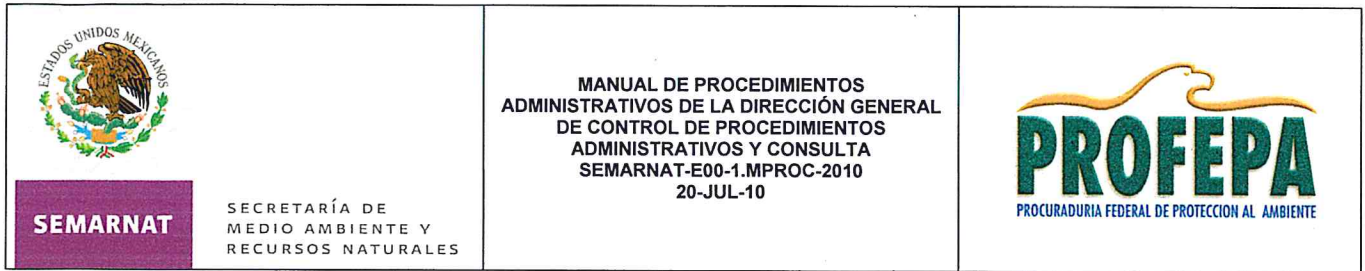 ESTADOS UNIDOS MEXICANOS
SEMARNAT
SECRETARÍA DE
MEDIO AMBIENTE Y
RECURSOS NATURALES
MANUAL DE PROCEDIMIENTOS
ADMINISTRATIVOS DE LA DIRECCIÓN GENERAL
DE CONTROL DE PROCEDIMIENTOS
ADMINISTRATIVOS Y CONSULTA
SEMARNAT-E00-1.MPROC-2010
20-JUL-10
PROFEPA
PROCURADURIA FEDERAL DE PROTECCION AL AMBIENTE